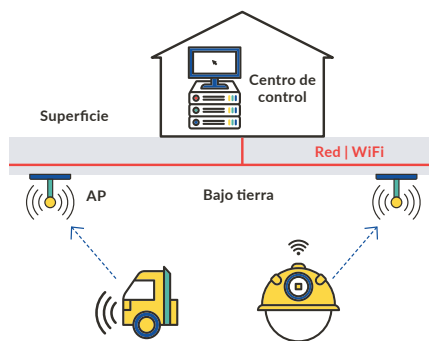 Centro de
control
Superficie
Red | WiFi
AP
Bajo tierra